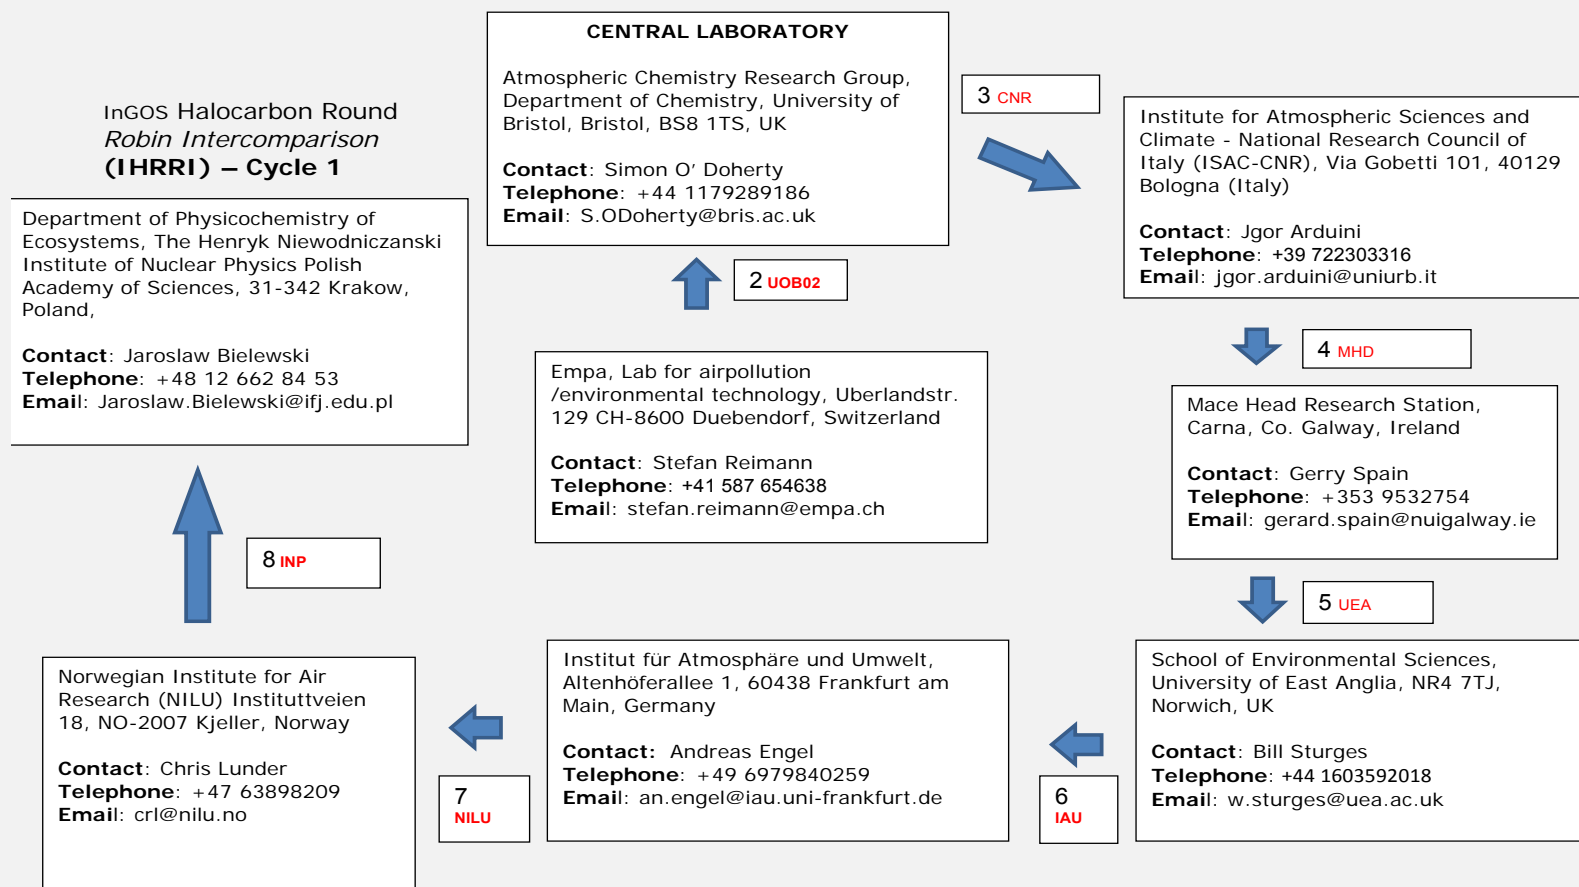 InGOS Halocarbon Round
Robin Intercomparison
(IHRRI) – Cycle 1
CENTRAL LABORATORY
Atmospheric Chemistry Research Group,
Department of Chemistry, University of
Bristol, Bristol, BS8 1TS, UK
Contact: Simon O' Doherty
Telephone: +44 1179289186
Email: S.ODoherty@bris.ac.uk
3 CNR
Institute for Atmospheric Sciences and
Climate - National Research Council of
Italy (ISAC-CNR), Via Gobetti 101, 40129
Bologna (Italy)
Contact: Jgor Arduini
Telephone: +39 722303316
Email: jgor.arduini@uniurb.it
Department of Physicochemistry of
Ecosystems, The Henryk Niewodniczanski
Institute of Nuclear Physics Polish
Academy of Sciences, 31-342 Krakow,
Poland,
Contact: Jaroslaw Bielewski
Telephone: +48 12 662 84 53
Email: Jaroslaw.Bielewski@ifj.edu.pl
2 UOB02
4 MHD
Empa, Lab for airpollution
/environmental technology, Uberlandstr.
129 CH-8600 Duebendorf, Switzerland
Contact: Stefan Reimann
Telephone: +41 587 654638
Email: stefan.reimann@empa.ch
Mace Head Research Station,
Carna, Co. Galway, Ireland
Contact: Gerry Spain
Telephone: +353 9532754
Email: gerard.spain@nuigalway.ie
8 INP
5 UEA
Norwegian Institute for Air
Research (NILU) Instituttveien
18, NO-2007 Kjeller, Norway
Contact: Chris Lunder
Telephone: +47 63898209
Email: crl@nilu.no
7
NILU
Institut für Atmosphäre und Umwelt,
Altenhöferallee 1, 60438 Frankfurt am
Main, Germany
Contact: Andreas Engel
Telephone: +49 6979840259
Email: an.engel@iau.uni-frankfurt.de
6
IAU
School of Environmental Sciences,
University of East Anglia, NR4 7TJ,
Norwich, UK
Contact: Bill Sturges
Telephone: +44 1603592018
Email: w.sturges@uea.ac.uk